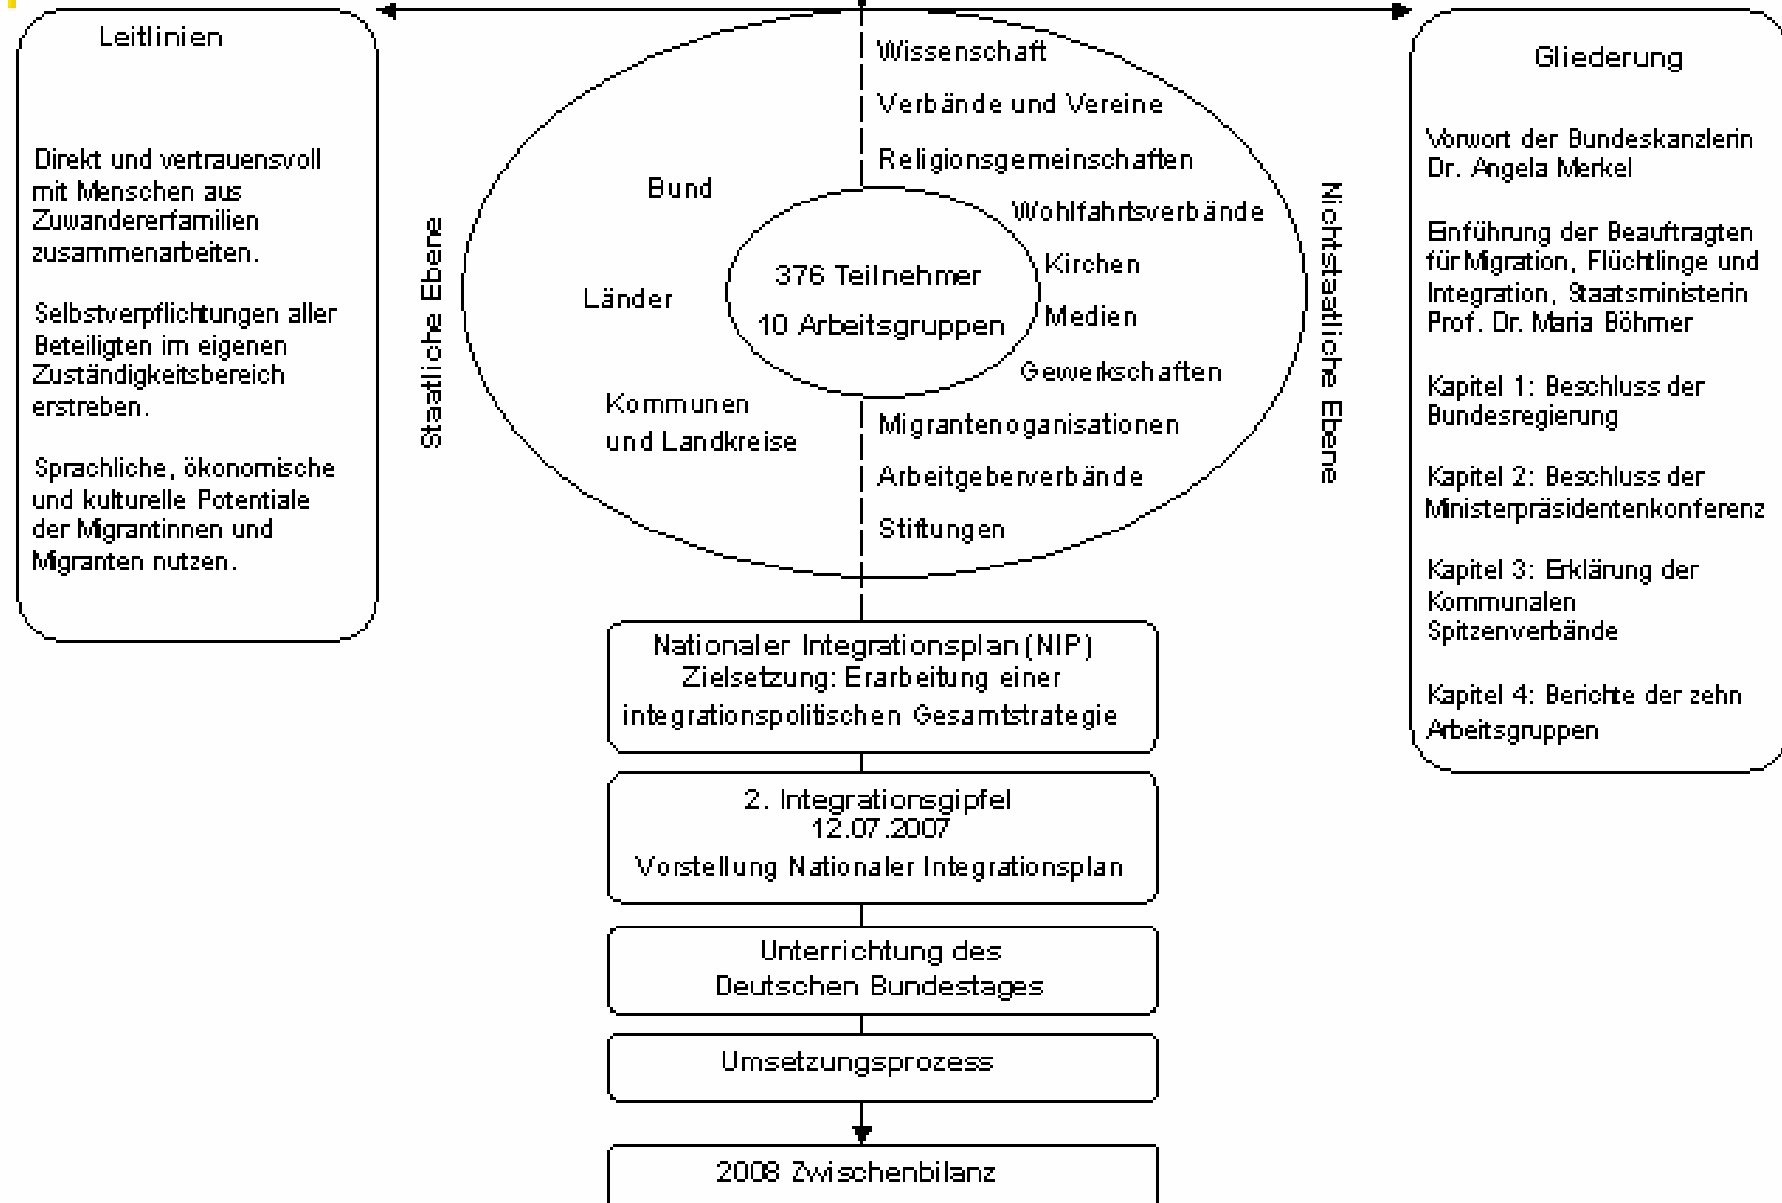 Leitlinien
Direkt und vertrauensvoll
mit Menschen aus
Zuwandererfamilien
zusammenarbeiten.
Selbstverpflichtungen aller
Beteiligten im eigenen
Zuständigkeitsbereich
erstreben.
Sprachliche, ökonomische
und kulturelle Potentiale
der Migrantinnen und
Migranten nutzen.
Staatliche Ebene
Bund
Länder
Kommunen
und Landkreise
376 Teilnehmer
10 Arbeitsgruppen
Wissenschaft
Verbände und Vereine
Religionsgemeinschaften
Wohlfahrtsverbände
Kirchen
Medien
Gewerkschaften
Migrantenoganisationen
Arbeitgeberverbände
Stiftungen
Nichtstaatliche Ebene
Gliederung
Vorwort der Bundeskanzlerin
Dr. Angela Merkel
Einführung der Beauftragten
für Migration, Flüchtlinge und
Integration, Staatsministerin
Prof. Dr. Maria Böhmer
Kapitel 1: Beschluss der
Bundesregierung
Kapitel 2: Beschluss der
Ministerpräsidentenkonferenz
Kapitel 3: Erklärung der
Kommunalen
Spitzenverbände
Kapitel 4: Berichte der zehn
Arbeitsgruppen
Nationaler Integrationsplan (NIP)
Zielsetzung: Erarbeitung einer
integrationspolitischen Gesamtstrategie
2. Integrationsgipfel
12.07.2007
Vorstellung Nationaler Integrationsplan
Unterrichtung des
Deutschen Bundestages
Umsetzungsprozess
2008 Zwischenbilanz